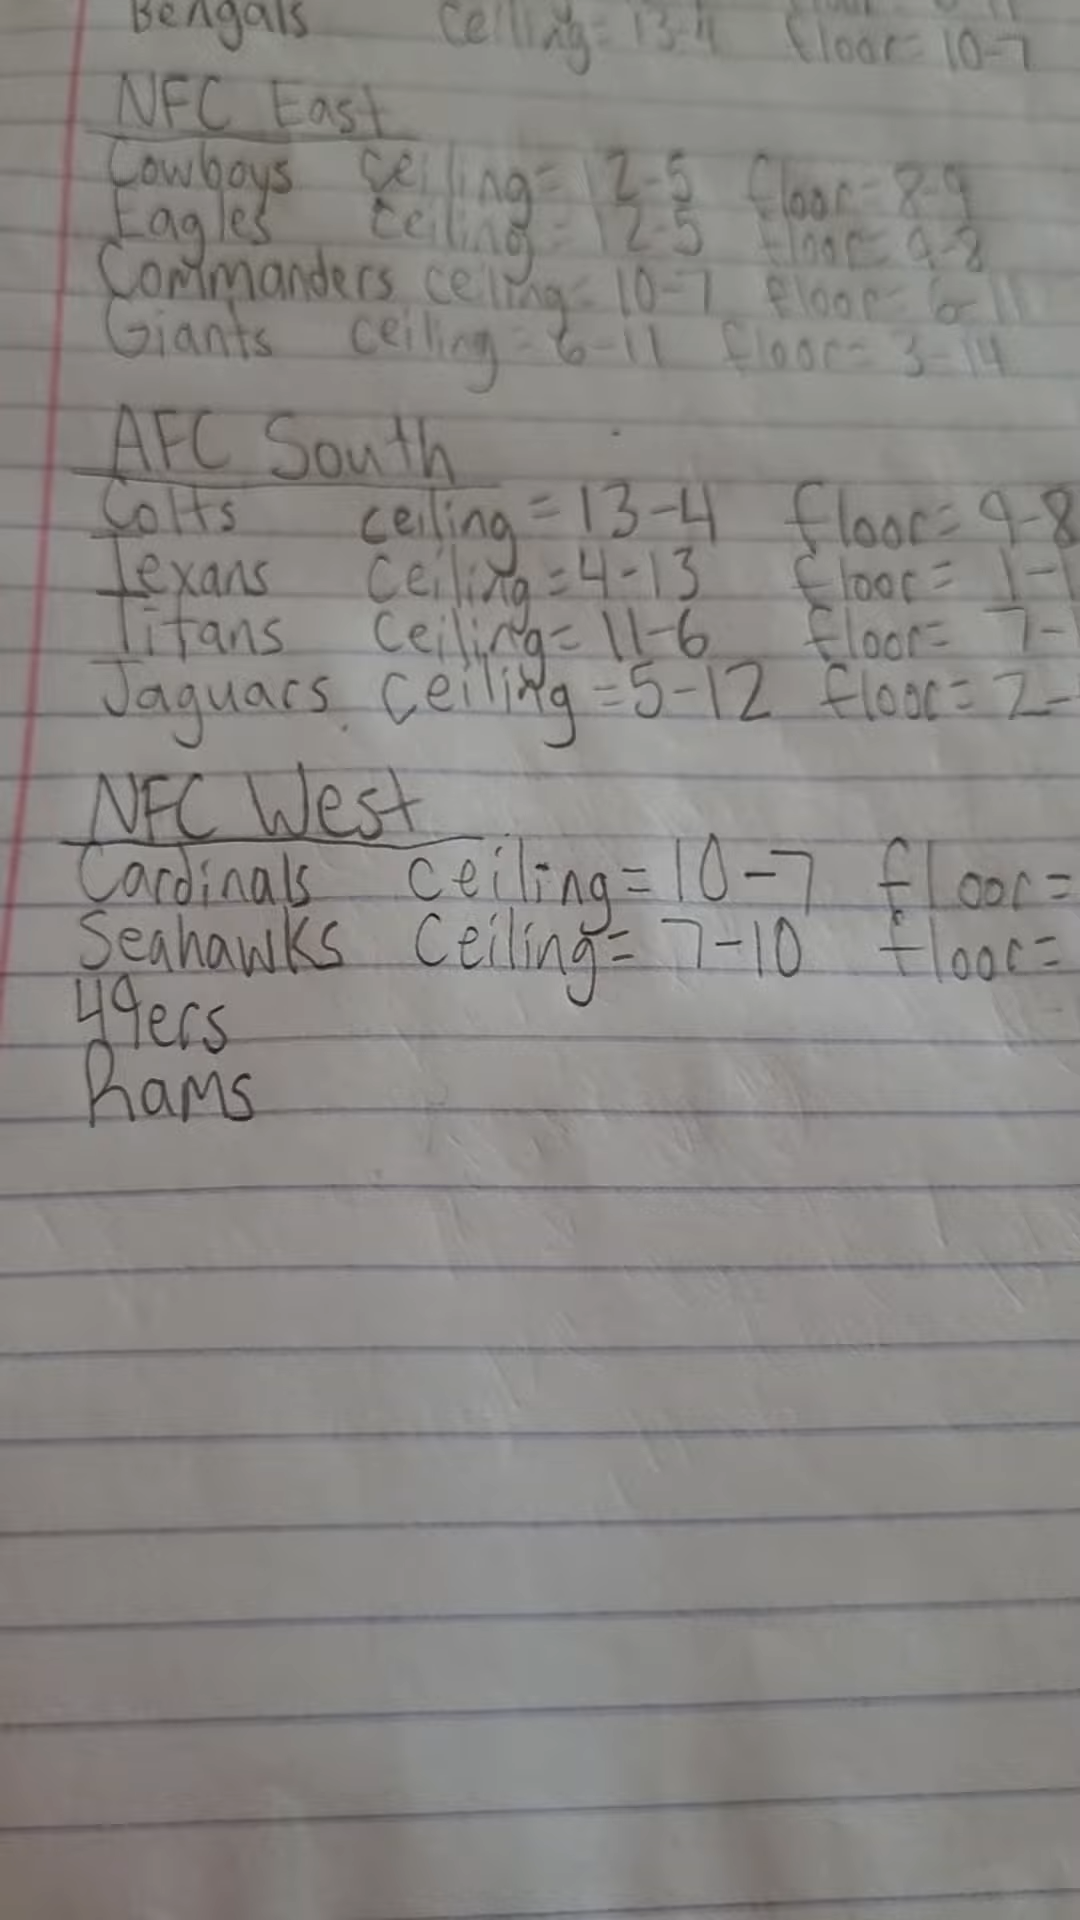 Bengals ceiling= 13-4 floor= 10-7
NFC East
Cowboys ceiling= 12-5 floor= 8-9
Eagles ceiling= 12-5 floor= 9-8
Commanders ceiling= 10-7 floor= 6-11
Giants ceiling= 6-11 floor= 3-14
AFC South
Colts ceiling= 13-4 floor= 9-8
Texans ceiling= 4-13 floor= 1-1
Titans ceiling= 11-6 floor= 7-
Jaguars ceiling= 5-12 floor= 2-
NFC West
Cardinals ceiling= 10-7 floor=
Seahawks ceiling= 7-10 floor=
49ers
Rams